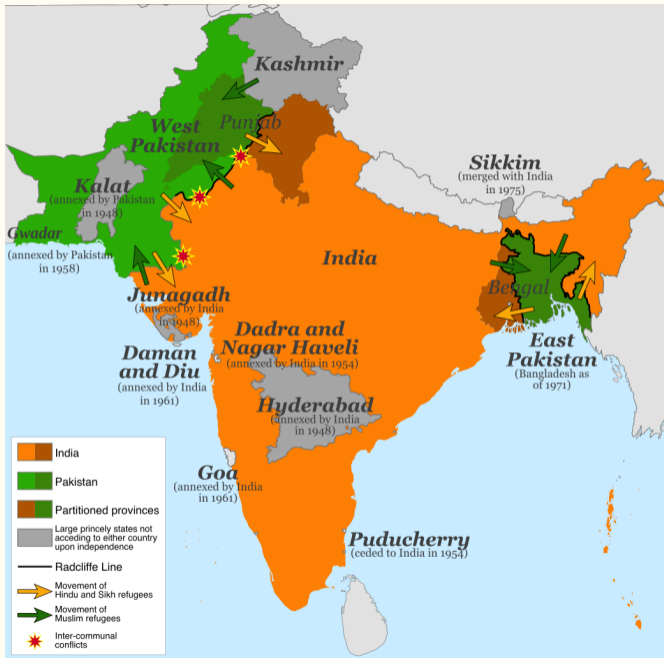 Kashmir
Punjab
West
Pakistan
Sikkim
(merged with India
in 1975)
Kalat
(annexed by Pakistan
in 1948)
Gwadar
(annexed by Pakistan
in 1958)
India
Bengal
Junagadh
(annexed by India
in 1948)
Dadra and
Nagar Haveli
(annexed by India in 1954)
East
Pakistan
(Bangladesh as
of 1971)
Daman
and Diu
(annexed by India
in 1961)
Hyderabad
(annexed by India
in 1948)
Goa
(annexed by India
in 1961)
Puducherry
(ceded to India in 1954)
India
Pakistan
Partitioned provinces
Large princely states not
acceding to either country
upon independence
Radcliffe Line
Movement of
Hindu and Sikh refugees
Movement of
Muslim refugees
Inter-communal
conflicts